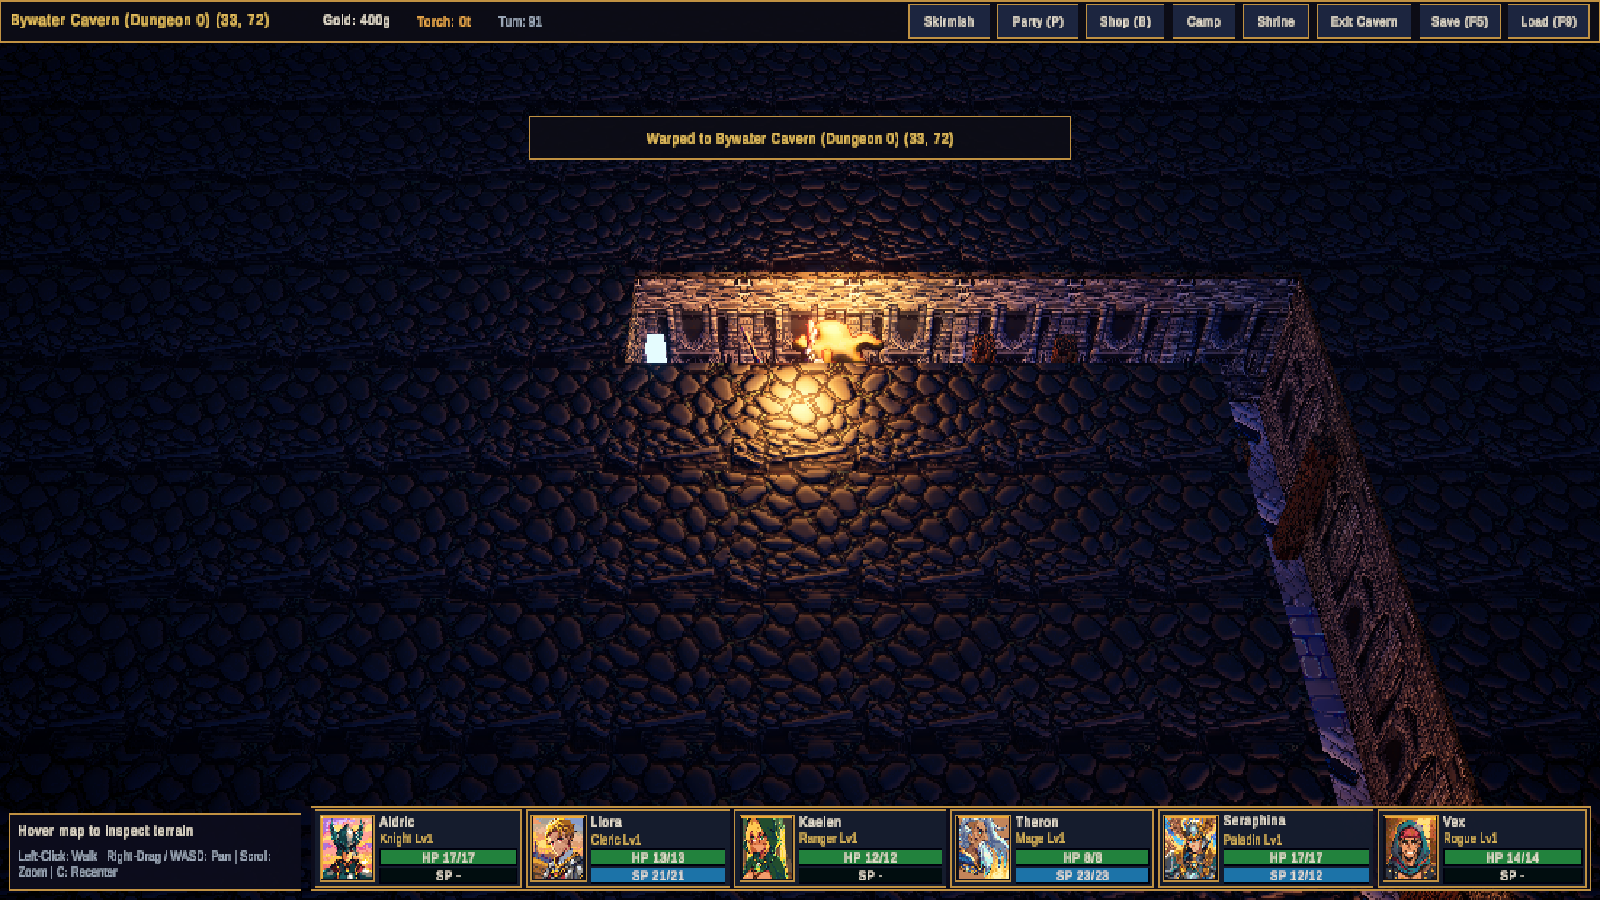 Bywater Cavern (Dungeon 0) (33, 72)
Gold: 400g
Torch: 0t
Turn: 91
Skirmish
Party (P)
Shop (B)
Camp
Shrine
Exit Cavern
Save (F5)
Load (F9)
Warped to Bywater Cavern (Dungeon 0) (33, 72)
Hover map to inspect terrain
Left-Click: Walk Right-Drag / WASD: Pan | Scroll:
Zoom | C: Recenter
Aldric
Knight Lv1
HP 17/17
SP -
Liora
Cleric Lv1
HP 13/13
SP 21/21
Kaelen
Ranger Lv1
HP 12/12
SP -
Theron
Mage Lv1
HP 8/8
SP 23/23
Seraphina
Paladin Lv1
HP 17/17
SP 12/12
Vex
Rogue Lv1
HP 14/14
SP -